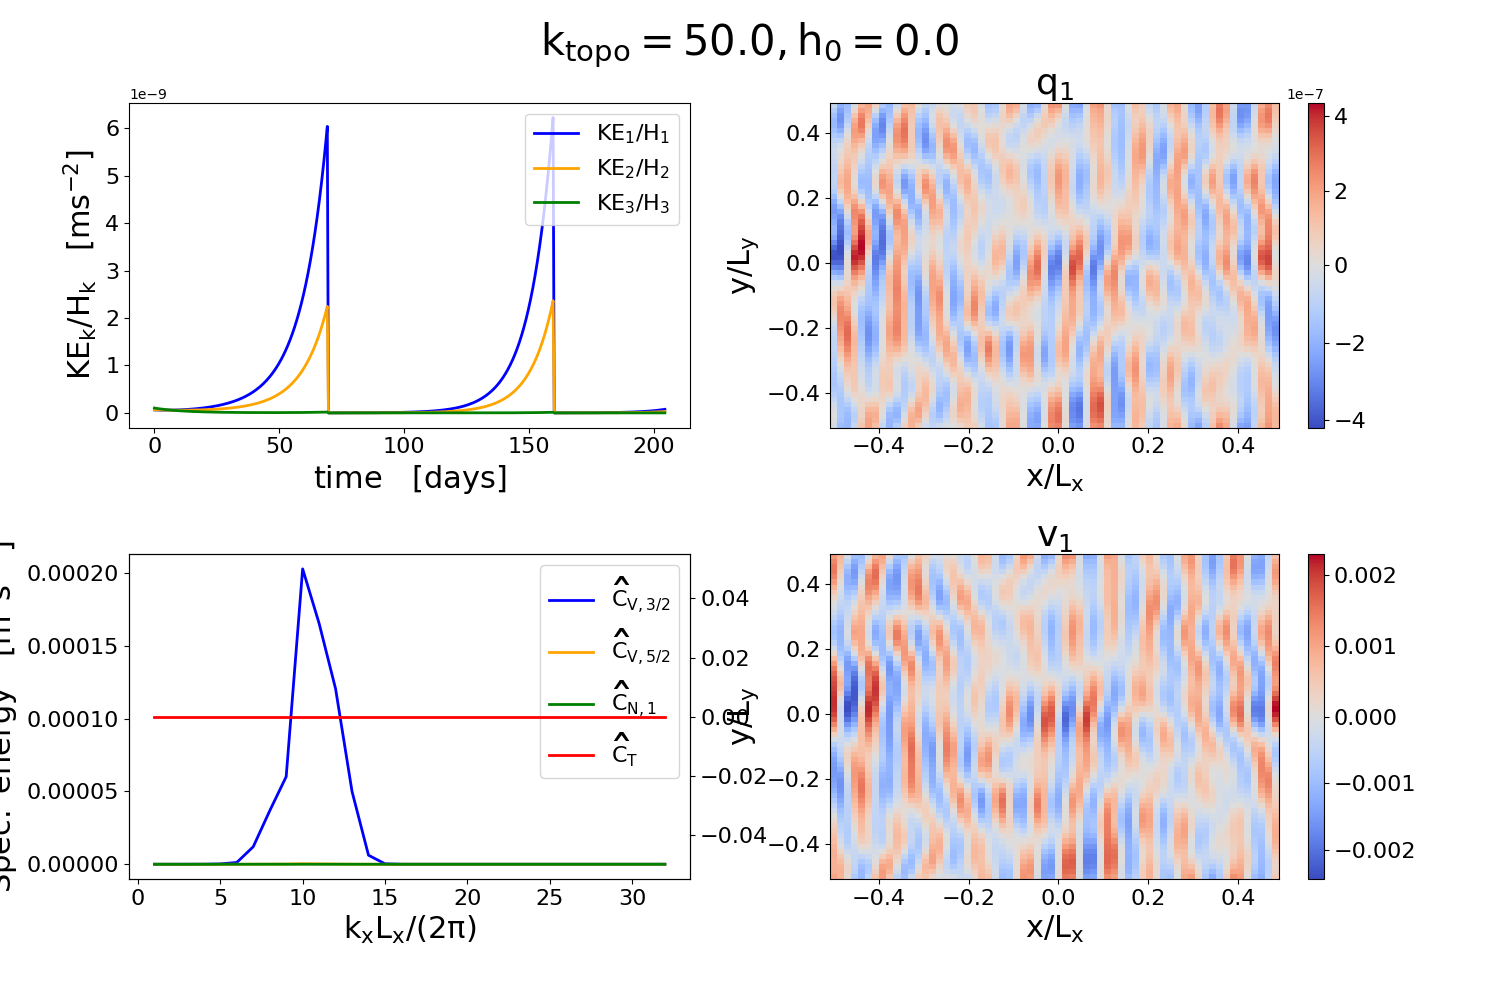 k_topo = 50.0, h_0 = 0.0
1e−9
6
5
4
3
2
1
0
KE_k/H_k [ms^−2]
KE_1/H_1
KE_2/H_2
KE_3/H_3
0 50 100 150 200
time [days]
q_1
1e−7
0.4
0.2
0.0
−0.2
−0.4
y/L_y
−0.4 −0.2 0.0 0.2 0.4
x/L_x
4
2
0
−2
−4
0.00020
0.00015
0.00010
0.00005
0.00000
Spec. energy
Ĉ_V,3/2
Ĉ_V,5/2
Ĉ_N,1
Ĉ_T
0.04
0.02
0.00
−0.02
−0.04
0 5 10 15 20 25 30
k_xL_x/(2π)
v_1
0.4
0.2
0.0
−0.2
−0.4
y/L_y
−0.4 −0.2 0.0 0.2 0.4
x/L_x
0.002
0.001
0.000
−0.001
−0.002